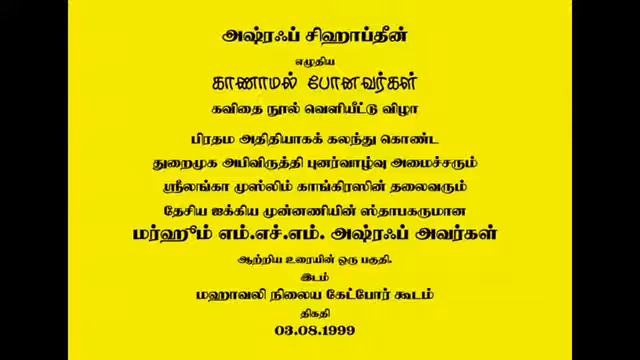 அஷ்ரஃப் சிஹாப்தீன்
எழுதிய
காணாமல் போனவர்கள்
கவிதை நூல் வெளியீட்டு விழா
பிரதம அதிதியாகக் கலந்து கொண்ட
துறைமுக அபிவிருத்தி புனர்வாழ்வு அமைச்சரும்
ஸ்ரீலங்கா முஸ்லிம் காங்கிரஸின் தலைவரும்
தேசிய ஐக்கிய முன்னணியின் ஸ்தாபகருமான
மர்ஹூம் எம்.எச்.எம். அஷ்ரஃப் அவர்கள்
ஆற்றிய உரையின் ஒரு பகுதி.
இடம்
மஹாவலி நிலைய கேட்போர் கூடம்
திகதி
03.08.1999